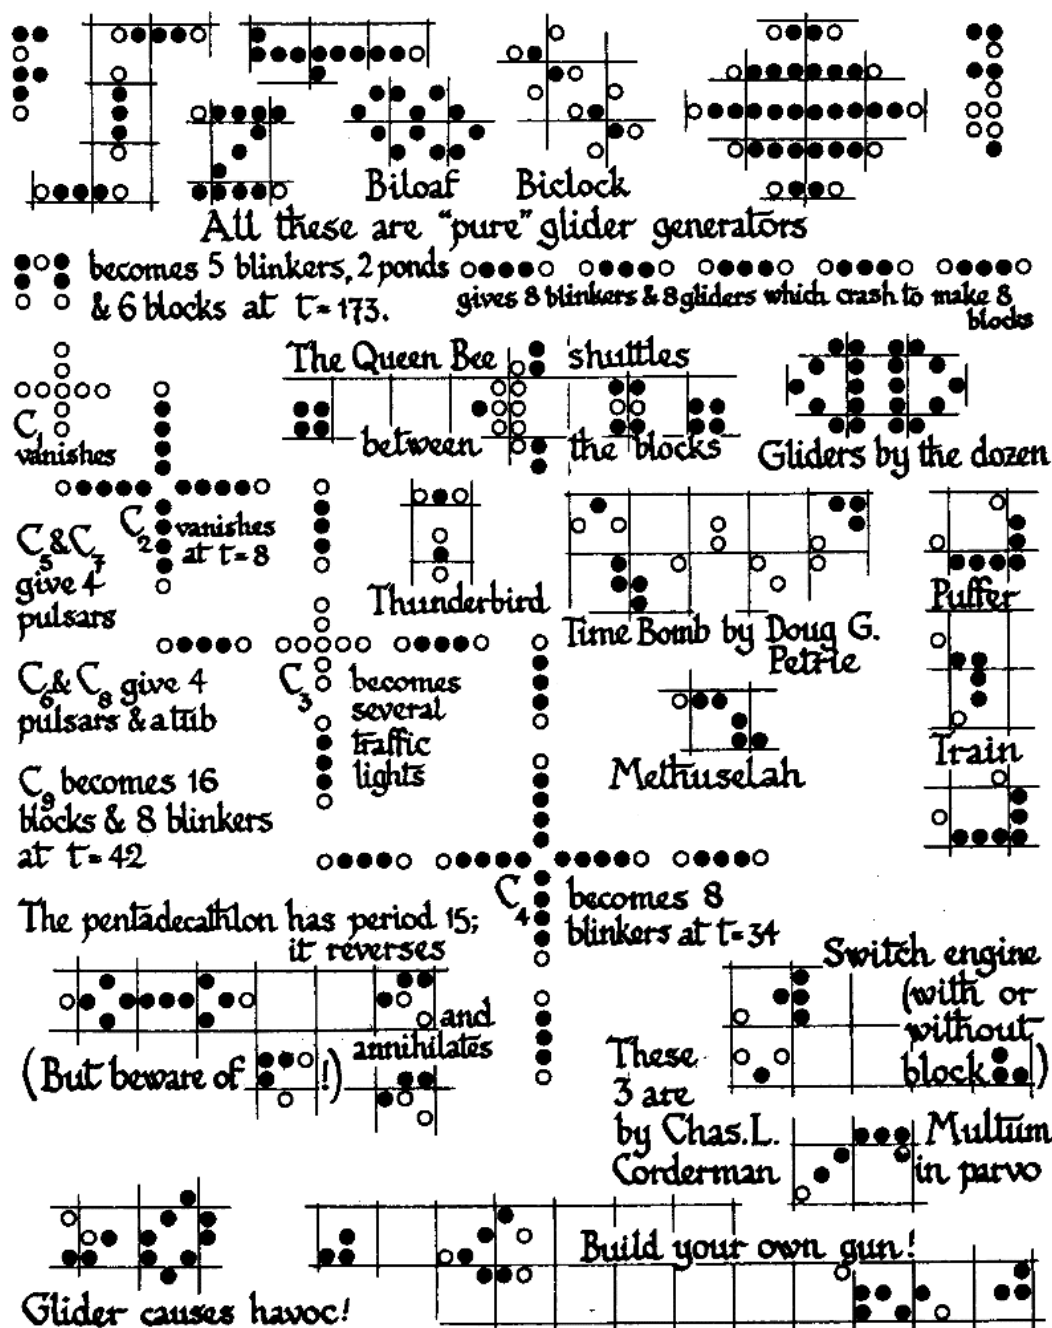 Biloaf
Biclock
All these are "pure" glider generators
becomes 5 blinkers, 2 ponds
& 6 blocks at t=173.
gives 8 blinkers & 8 gliders which crash to make 8
blocks
The Queen Bee shuttles
between the blocks
C1
vanishes
Gliders by the dozen
C2 vanishes
at t=8
C5 & C7
give 4
pulsars
Thunderbird
Time Bomb by Doug G.
Petrie
Puffer
Train
C6 & C8 give 4
pulsars & a tub
C3 becomes
several
traffic
lights
Methuselah
C9 becomes 16
blocks & 8 blinkers
at t=42
C4 becomes 8
blinkers at t=34
The pentadecathlon has period 15;
it reverses
and
annihilates
(But beware of !)
Switch engine
(with or
without
block )
These
3 are
by Chas. L.
Corderman
Multum
in parvo
Glider causes havoc!
Build your own gun!